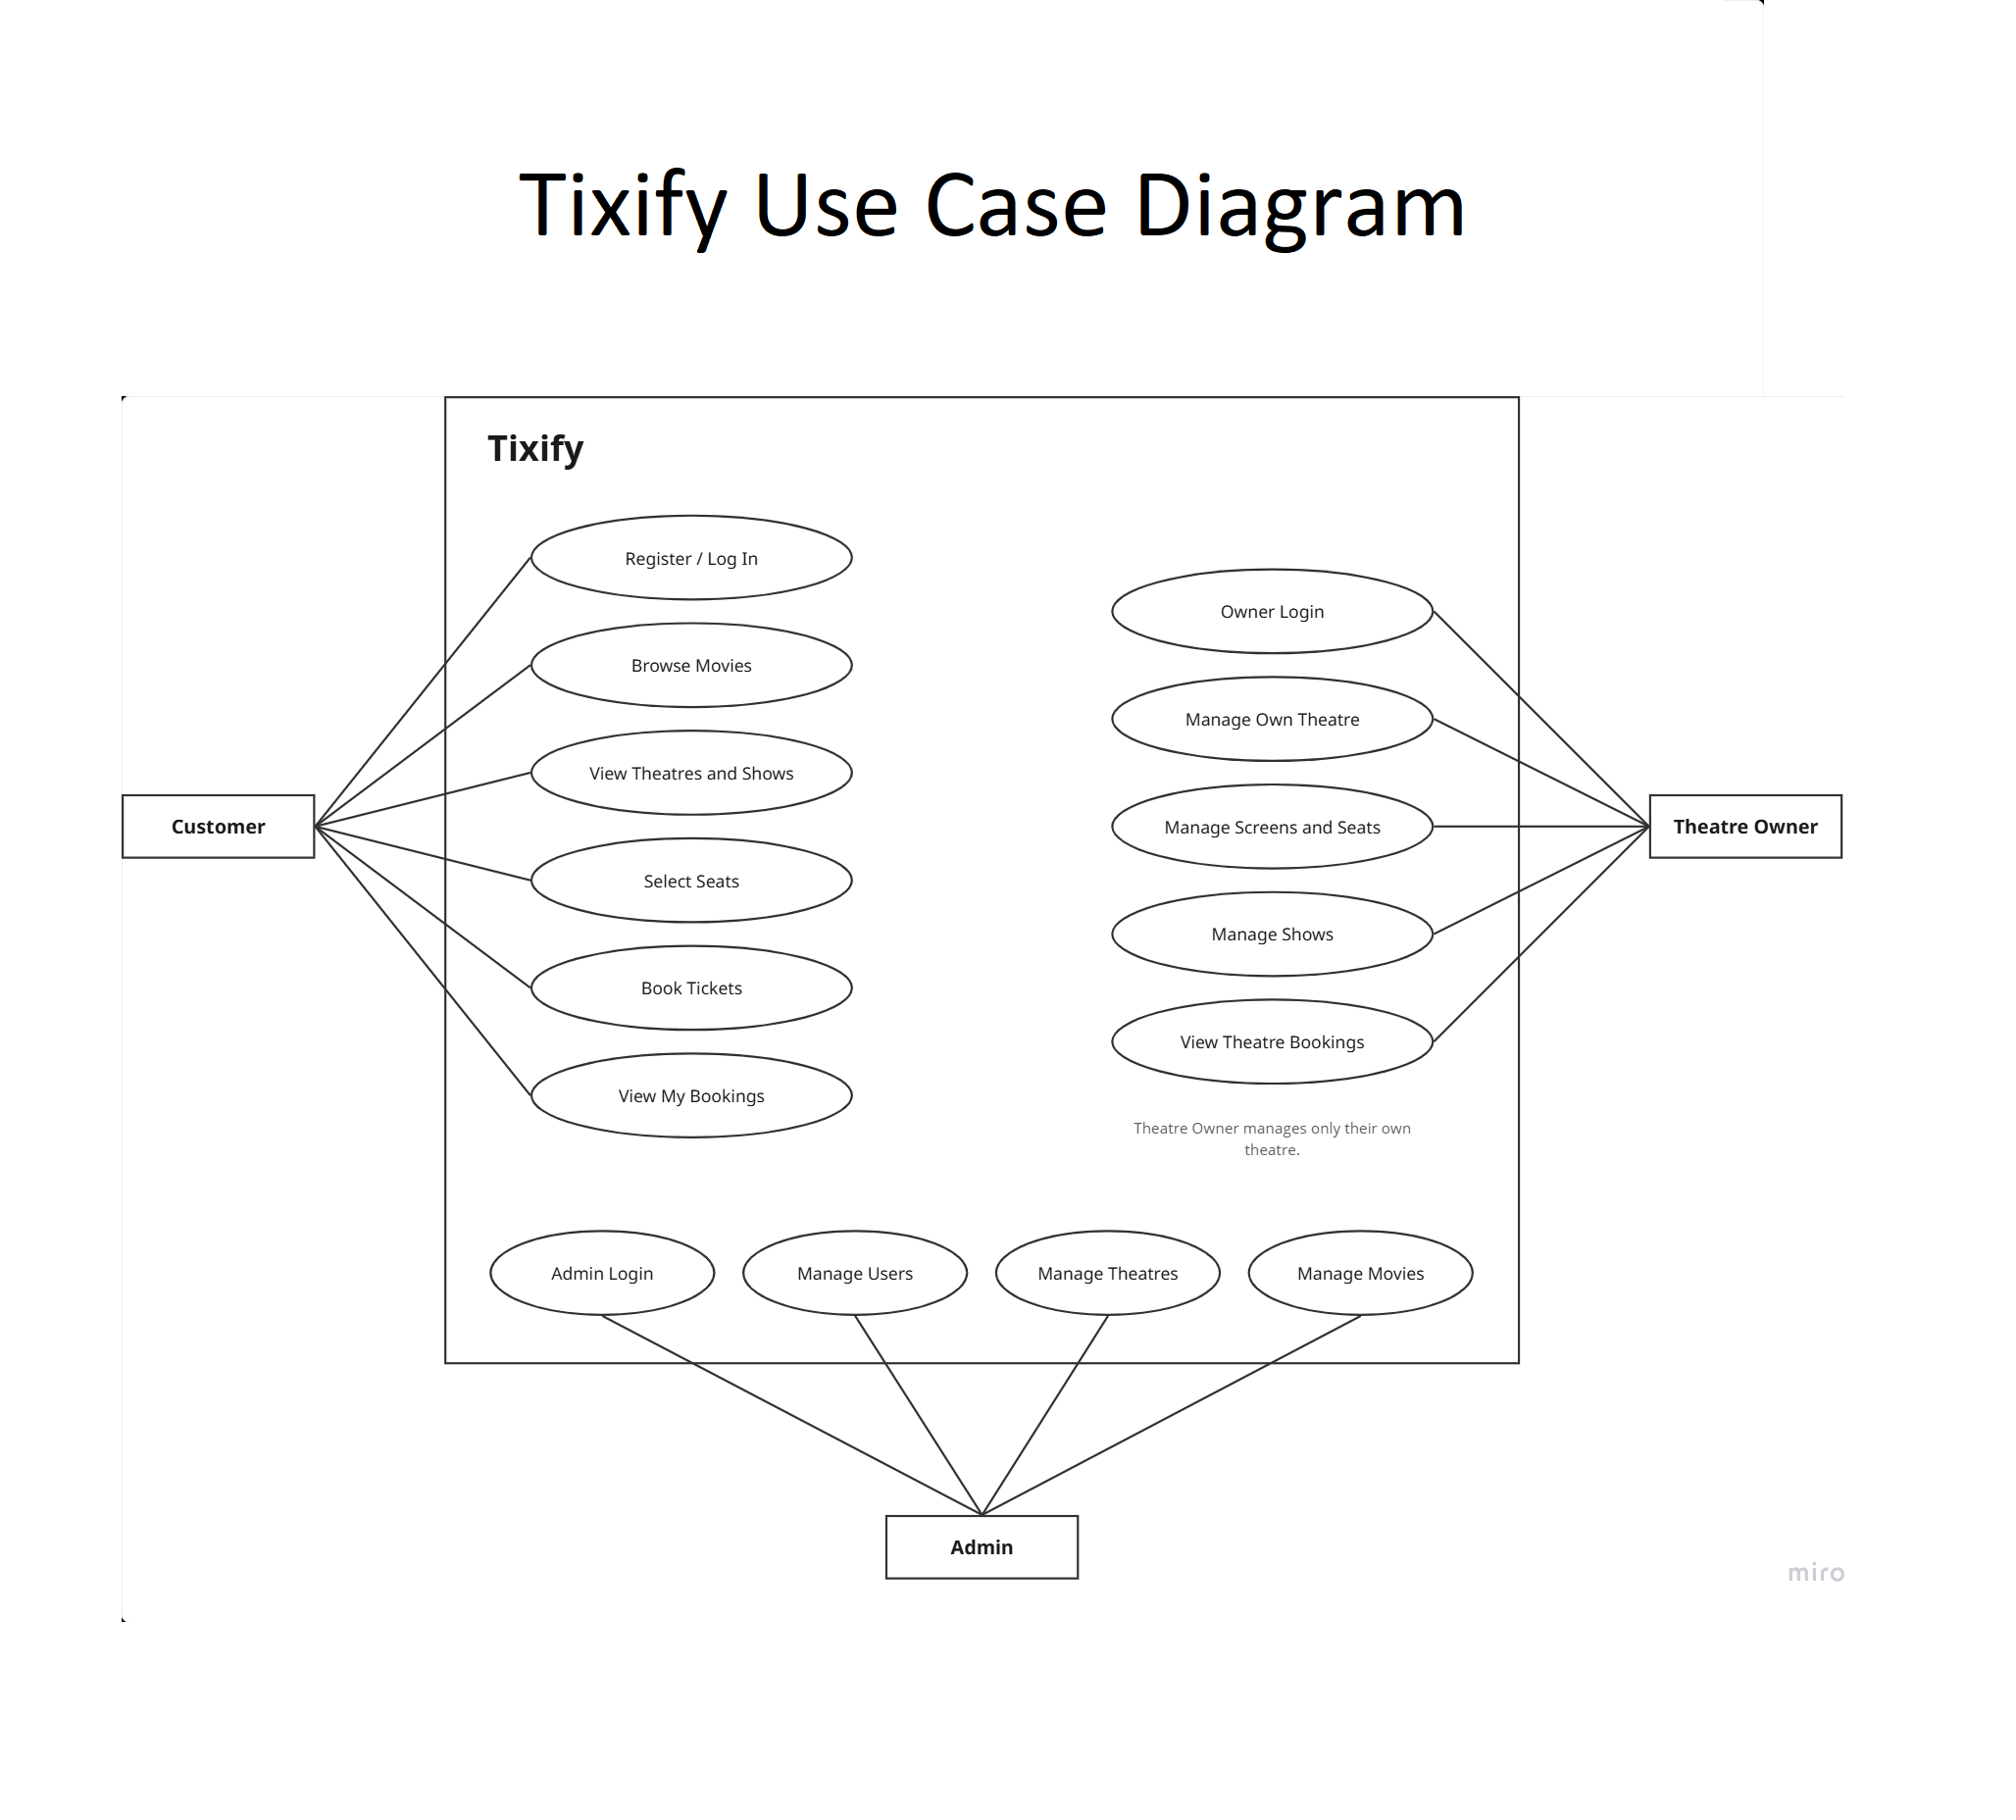 Tixify Use Case Diagram
Tixify
Register / Log In
Browse Movies
View Theatres and Shows
Select Seats
Book Tickets
View My Bookings
Customer
Owner Login
Manage Own Theatre
Manage Screens and Seats
Manage Shows
View Theatre Bookings
Theatre Owner manages only their own
theatre.
Theatre Owner
Admin Login
Manage Users
Manage Theatres
Manage Movies
Admin
miro